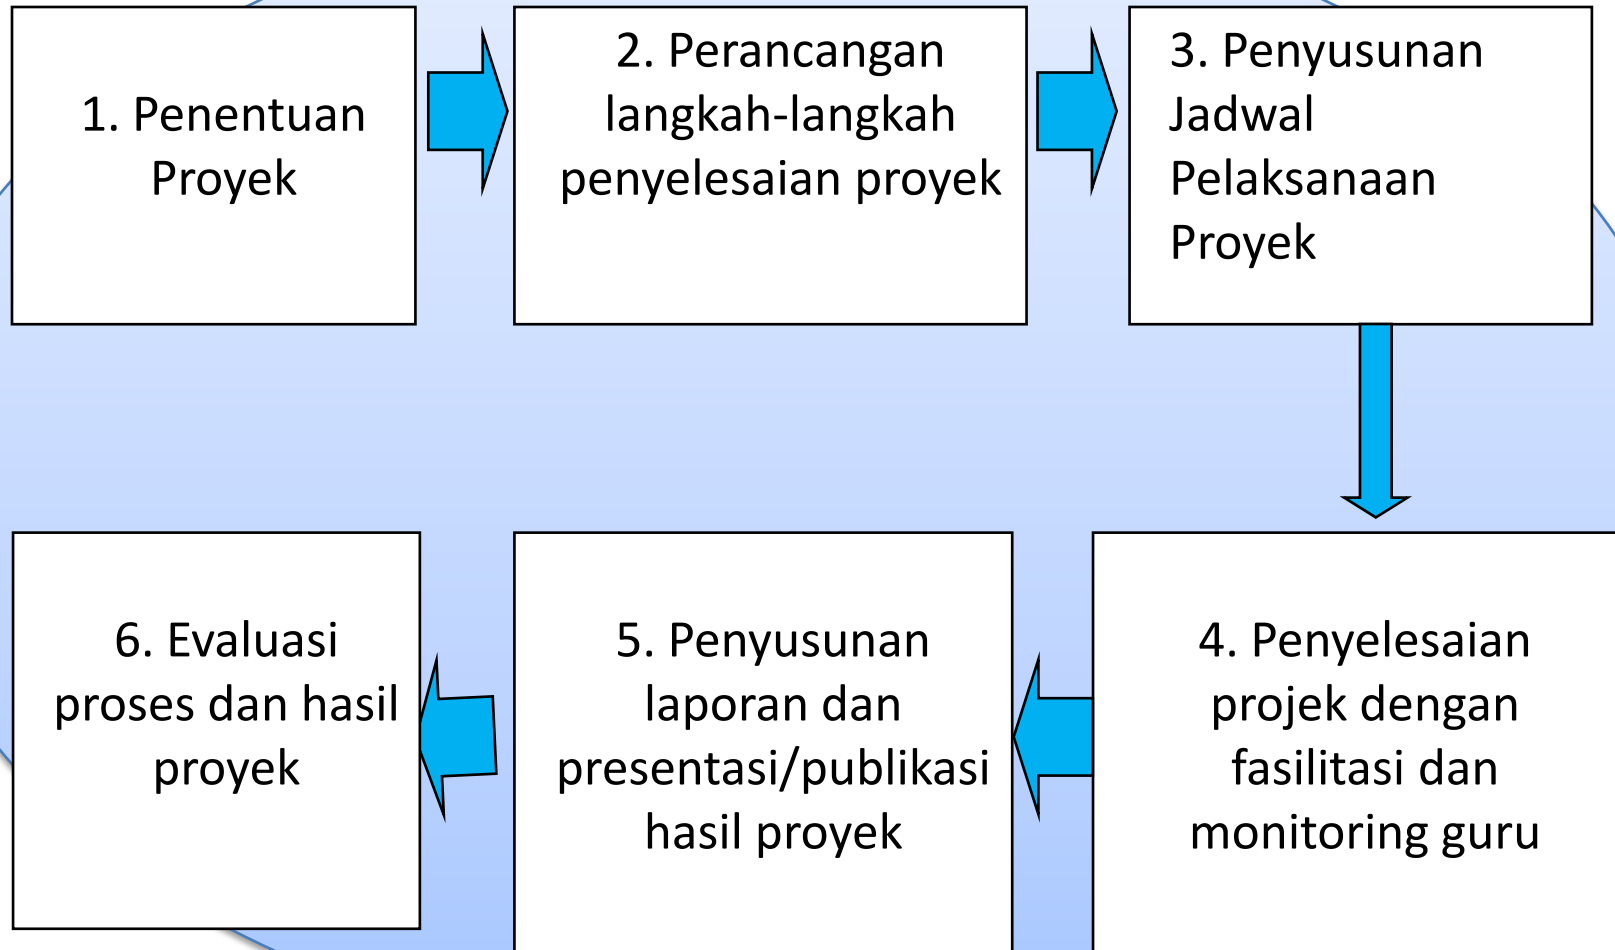 1. Penentuan
Proyek
2. Perancangan
langkah-langkah
penyelesaian proyek
3. Penyusunan
Jadwal
Pelaksanaan
Proyek
4. Penyelesaian
projek dengan
fasilitasi dan
monitoring guru
5. Penyusunan
laporan dan
presentasi/publikasi
hasil proyek
6. Evaluasi
proses dan hasil
proyek